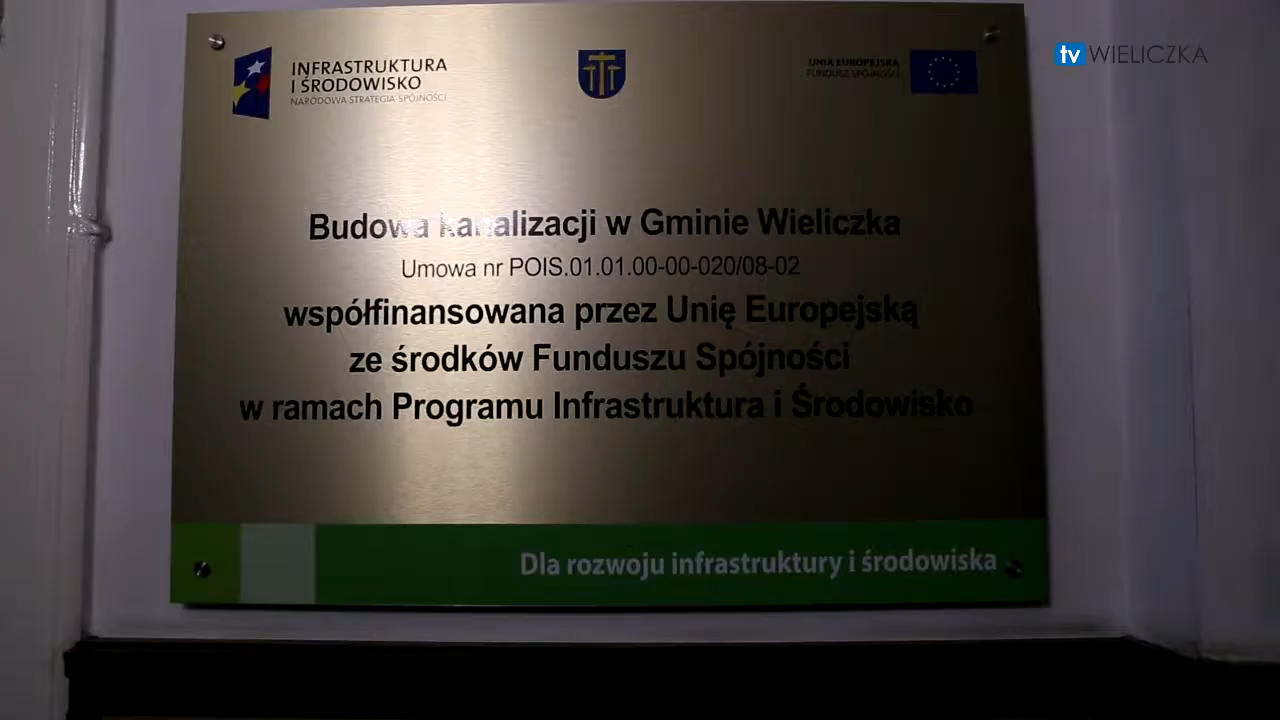 INFRASTRUKTURA
I ŚRODOWISKO
NARODOWA STRATEGIA SPÓJNOŚCI
UNIA EUROPEJSKA
FUNDUSZ SPÓJNOŚCI
tv WIELICZKA
Budowa kanalizacji w Gminie Wieliczka
Umowa nr POIS.01.01.00-00-020/08-02
współfinansowana przez Unię Europejską
ze środków Funduszu Spójności
w ramach Programu Infrastruktura i Środowisko
Dla rozwoju infrastruktury i środowiska